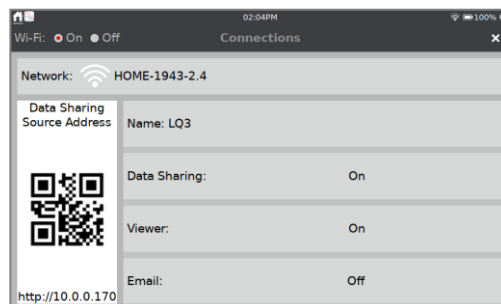 02:04PM 100%
Wi-Fi: On Off Connections
Network: HOME-1943-2.4
Data Sharing
Source Address
http://10.0.0.170
Name: LQ3
Data Sharing: On
Viewer: On
Email: Off